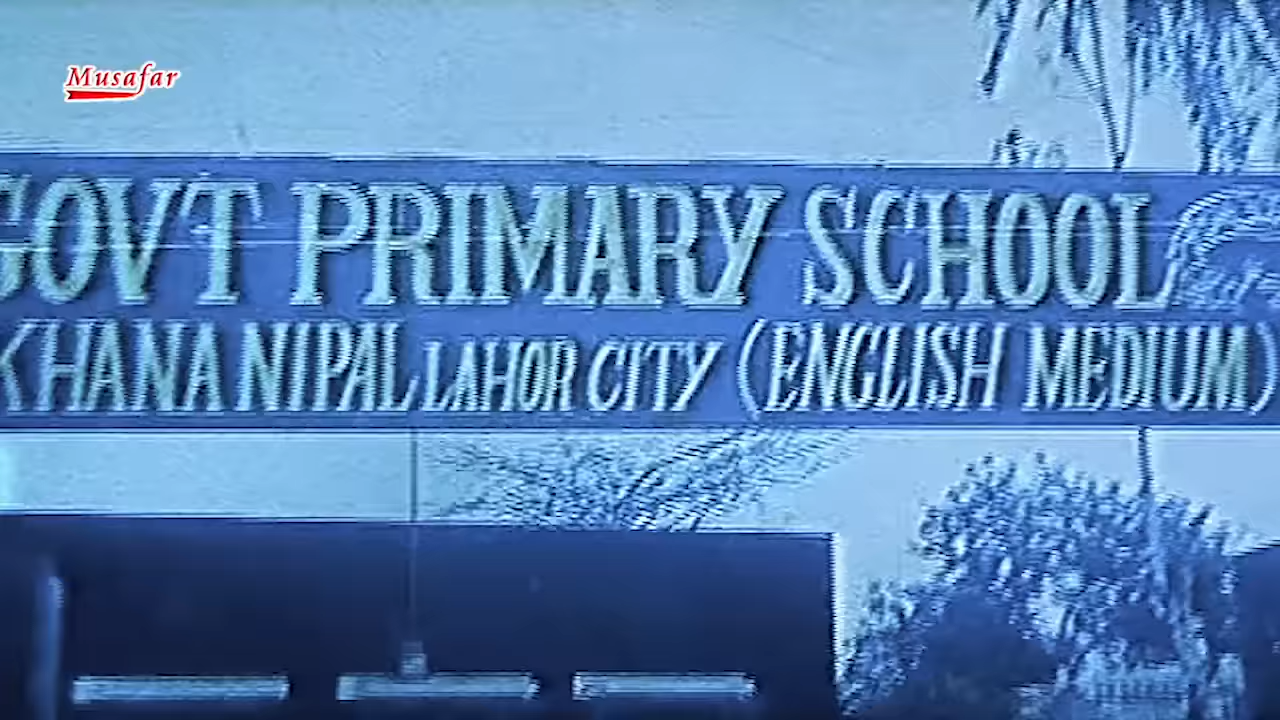 Musafar
GOVT PRIMARY SCHOOL
KHANA NIPAL LAHOR CITY (ENGLISH MEDIUM)